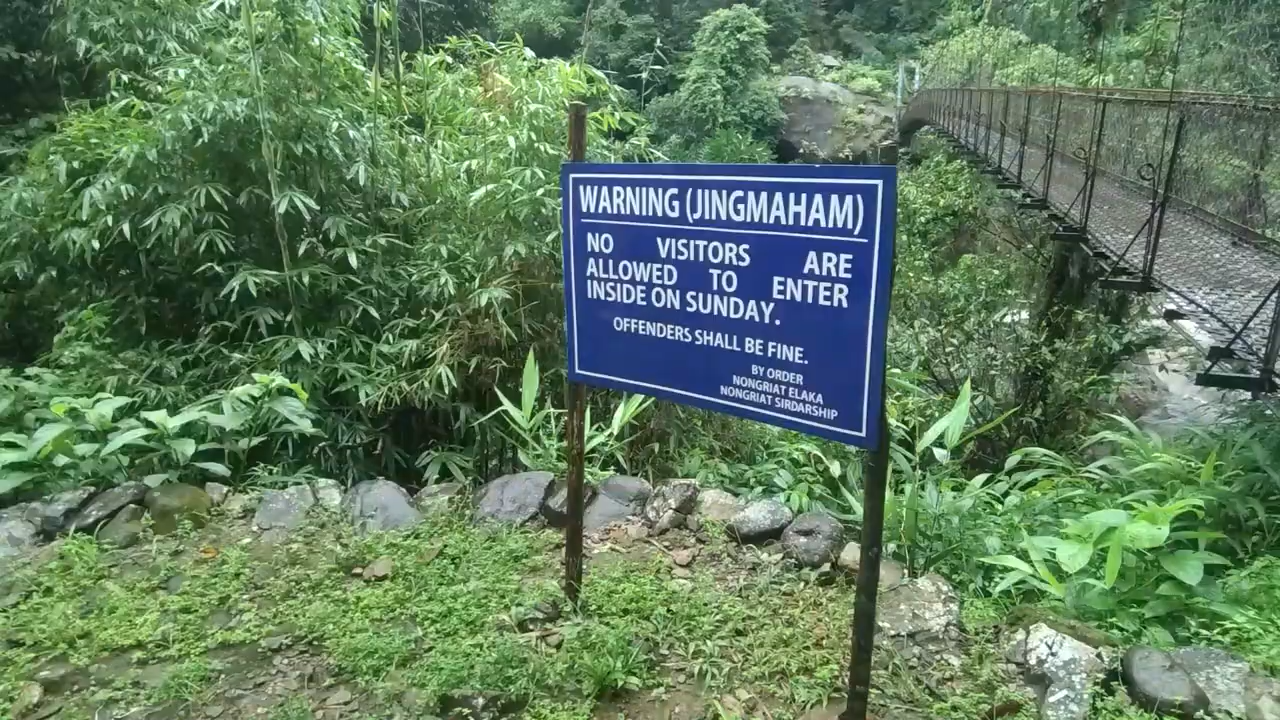 WARNING (JINGMAHAM)
NO VISITORS ARE
ALLOWED TO ENTER
INSIDE ON SUNDAY.
OFFENDERS SHALL BE FINE.
BY ORDER
NONGRIAT ELAKA
NONGRIAT SIRDARSHIP